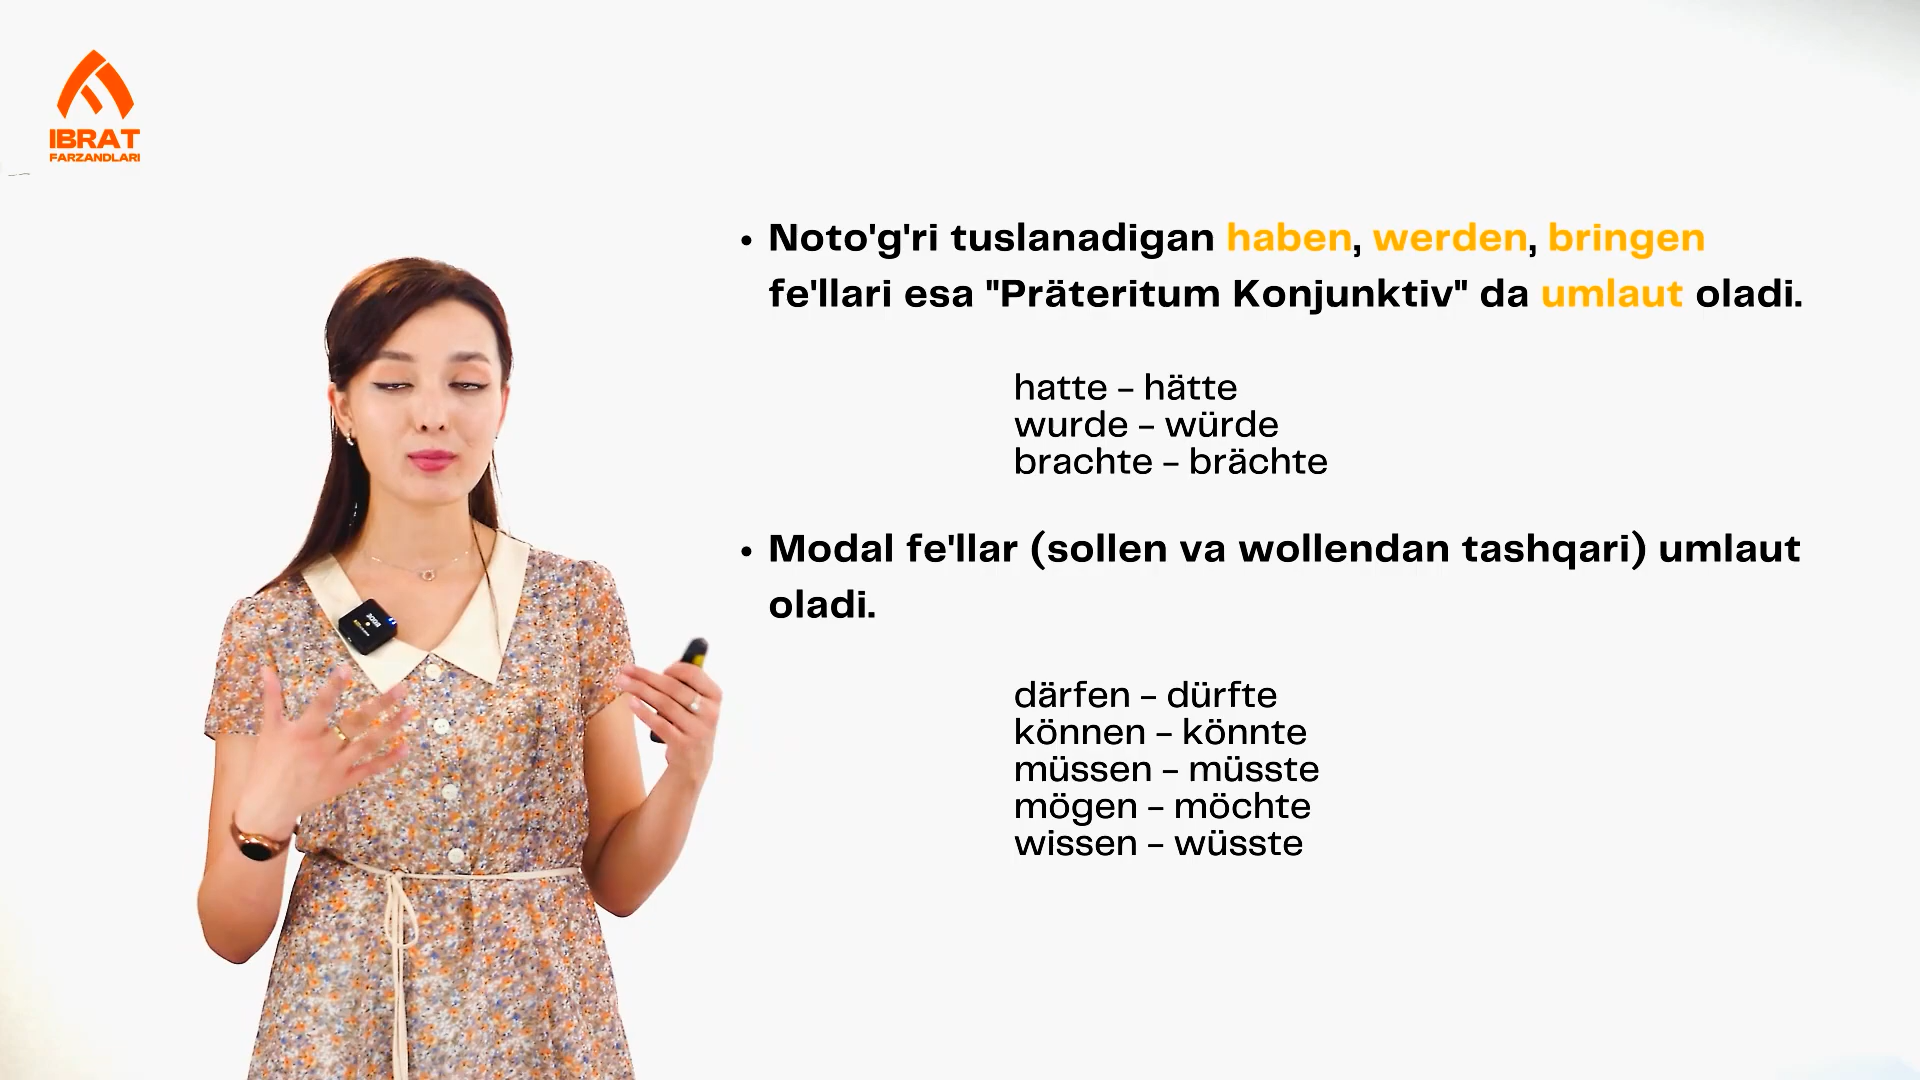 IBRAT
FARZANDLARI
• Noto'g'ri tuslanadigan haben, werden, bringen
fe'llari esa "Präteritum Konjunktiv" da umlaut oladi.
hatte – hätte
wurde – würde
brachte – brächte
• Modal fe'llar (sollen va wollendan tashqari) umlaut
oladi.
därfen – dürfte
können – könnte
müssen – müsste
mögen – möchte
wissen – wüsste